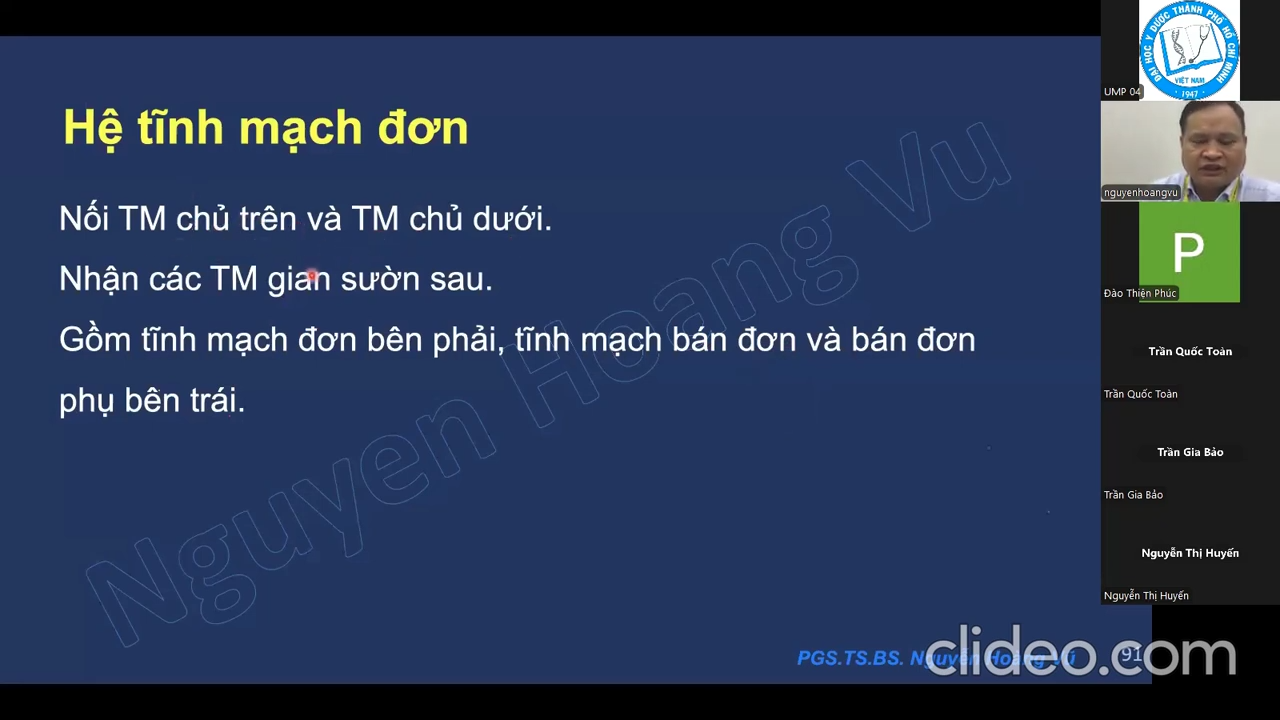 Hệ tĩnh mạch đơn
Nối TM chủ trên và TM chủ dưới.
Nhận các TM gian sườn sau.
Gồm tĩnh mạch đơn bên phải, tĩnh mạch bán đơn và bán đơn
phụ bên trái.
Nguyen Hoang Vu
PGS.TS.BS. Nguyễn Hoàng Vũ
91
clideo.com
ĐẠI HỌC Y DƯỢC THÀNH PHỐ HỒ CHÍ MINH
VIỆT NAM
1947
UMP 04
nguyenhoangvu
P
Đào Thiện Phúc
Trần Quốc Toàn
Trần Quốc Toàn
Trần Gia Bảo
Trần Gia Bảo
Nguyễn Thị Huyến
Nguyễn Thị Huyến